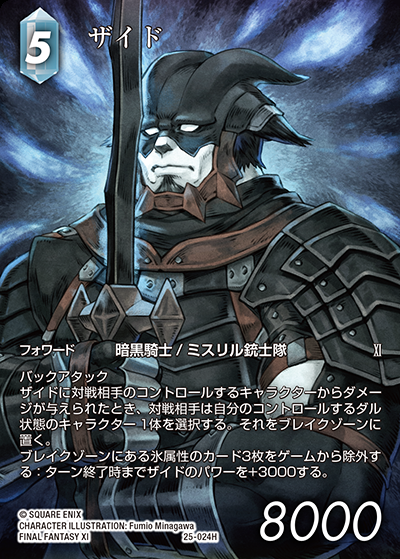 5
ザイド
フォワード 暗黒騎士 / ミスリル銃士隊 XI
バックアタック
ザイドに対戦相手のコントロールするキャラクターからダメー
ジが与えられたとき、対戦相手は自分のコントロールするダル
状態のキャラクター1体を選択する。それをブレイクゾーンに
置く。
ブレイクゾーンにある氷属性のカード3枚をゲームから除外す
る:ターン終了時までザイドのパワーを+3000する。
© SQUARE ENIX
CHARACTER ILLUSTRATION: Fumio Minagawa
FINAL FANTASY XI
25-024H
8000